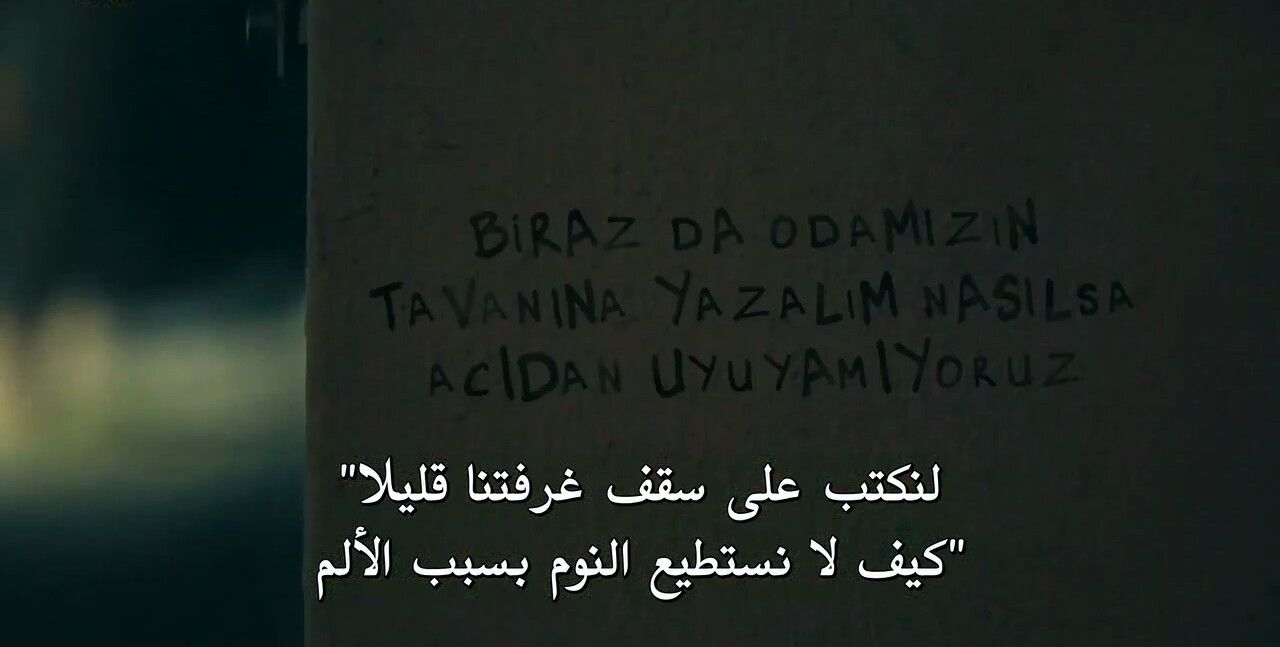 BİRAZ DA ODAMIZIN
TAVANINA YAZALIM NASILSA
ACIDAN UYUYAMIYORUZ
"لنكتب على سقف غرفتنا قليلا
كيف لا نستطيع النوم بسبب الألم"